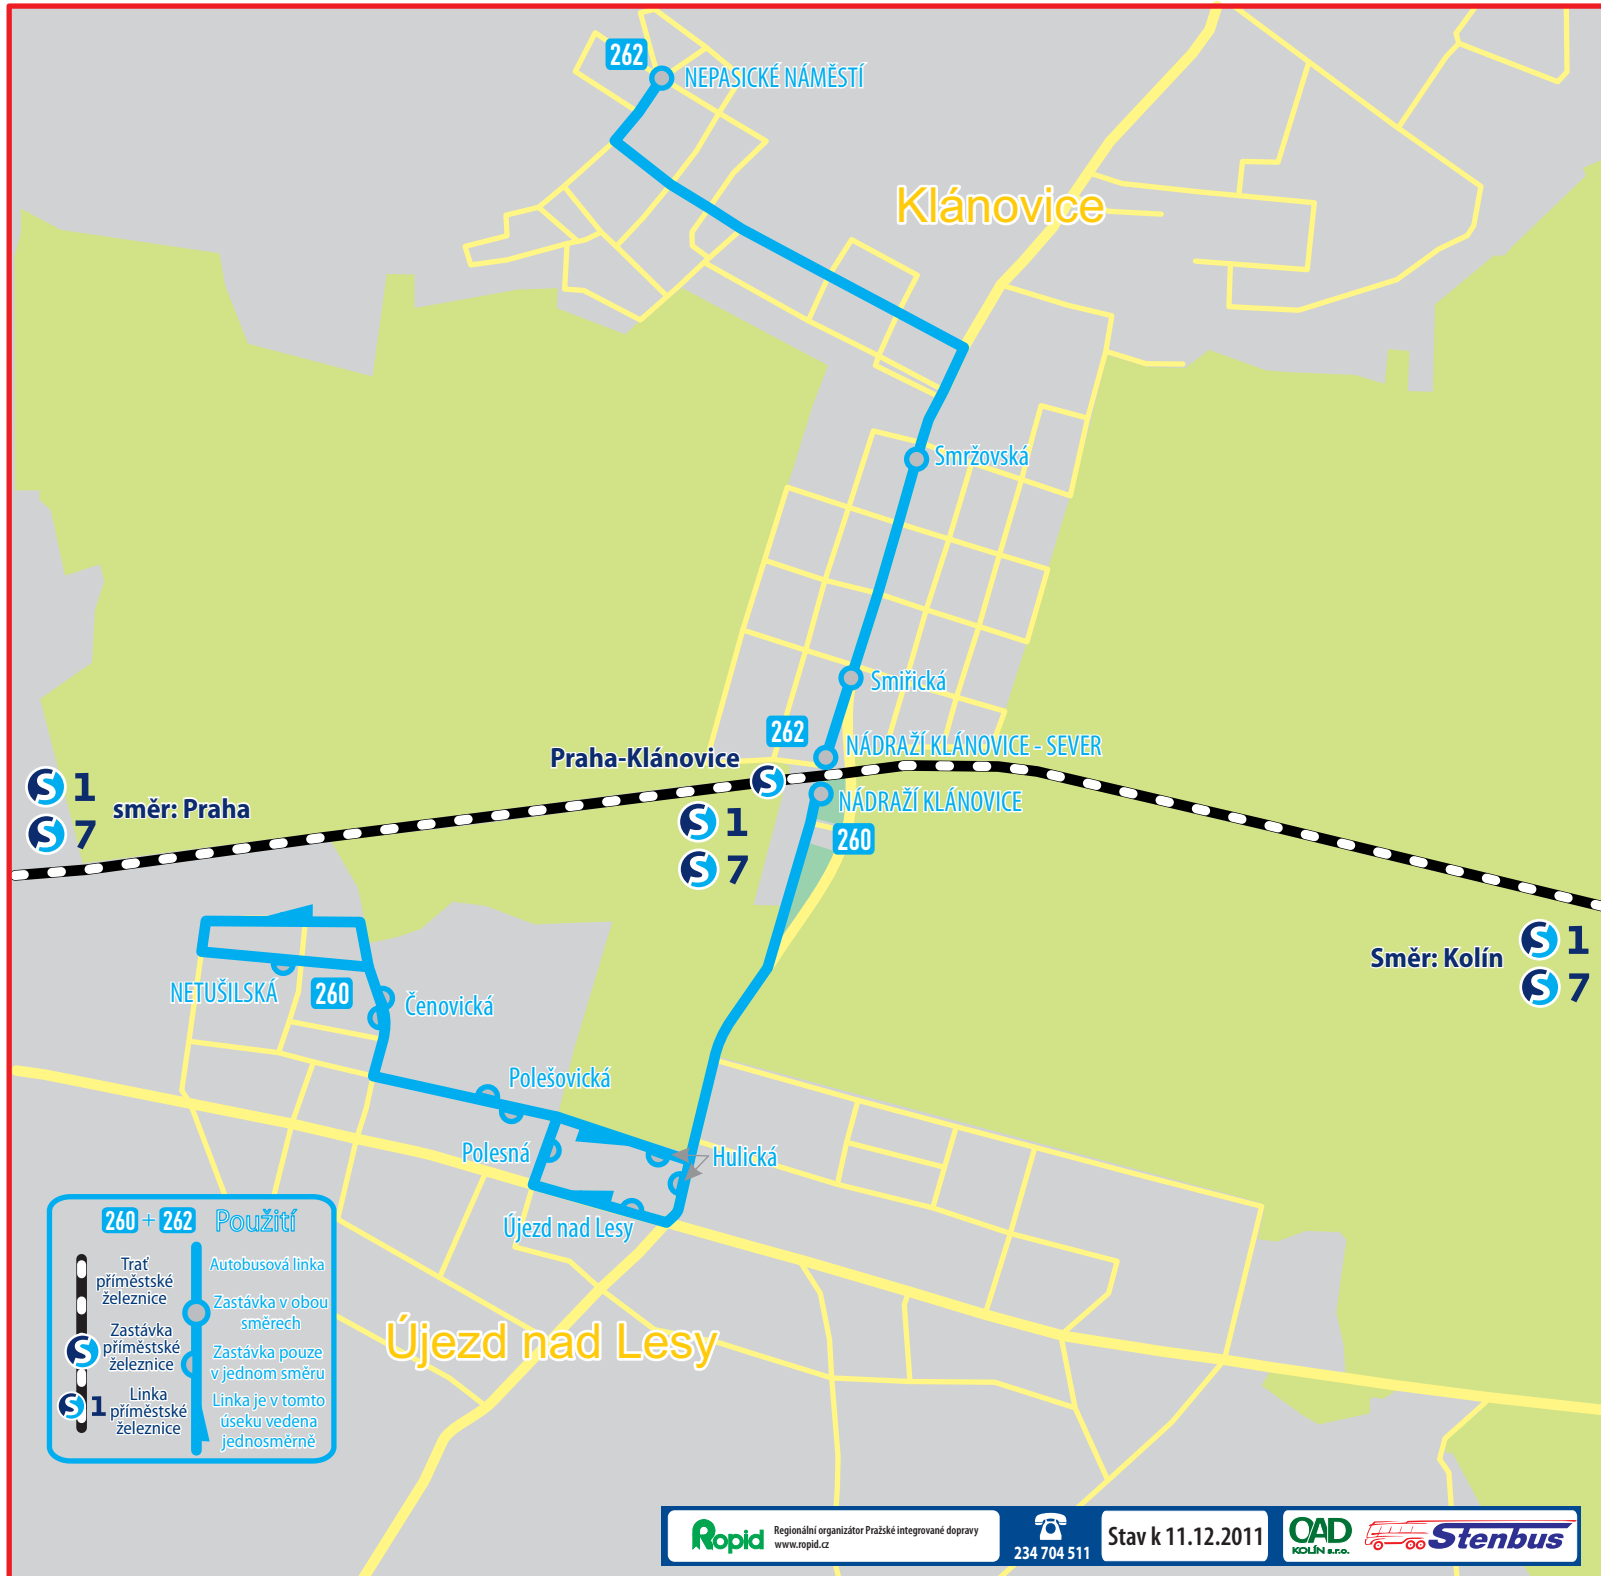 262
NEPASICKÉ NÁMĚSTÍ
Klánovice
Smržovská
Smiřická
262
NÁDRAŽÍ KLÁNOVICE - SEVER
Praha-Klánovice
S 1
S 7
směr: Praha
NÁDRAŽÍ KLÁNOVICE
S 1
S 7
260
Směr: Kolín
S 1
S 7
NETUŠILSKÁ
260
Čenovická
Polešovická
Polesná
Hulická
Újezd nad Lesy
Újezd nad Lesy
260 + 262 Použití
Trať
příměstské
železnice
Zastávka
příměstské
železnice
S 1 Linka
příměstské
železnice
Autobusová linka
Zastávka v obou
směrech
Zastávka pouze
v jednom směru
Linka je v tomto
úseku vedena
jednosměrně
Ropid
Regionální organizátor Pražské integrované dopravy
www.ropid.cz
234 704 511
Stav k 11.12.2011
OAD
KOLÍN s.r.o.
Stenbus